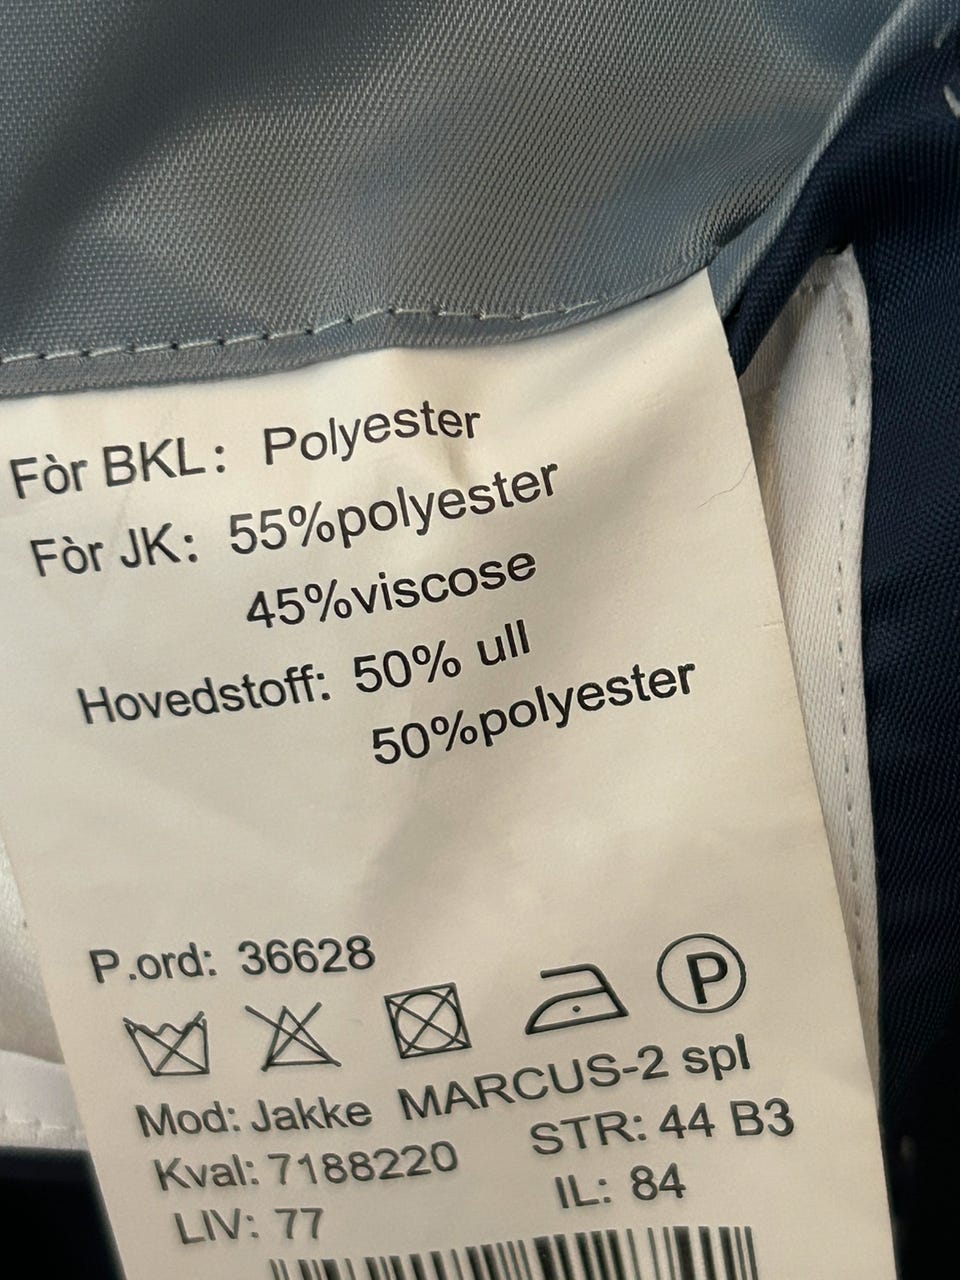 Fòr BKL: Polyester
Fòr JK: 55%polyester
45%viscose
Hovedstoff: 50% ull
50%polyester
P.ord: 36628
P
Mod: Jakke MARCUS-2 spl
Kval: 7188220 STR: 44 B3
LIV: 77 IL: 84